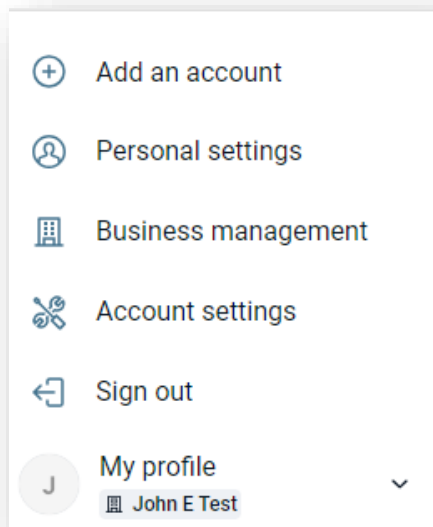 Add an account
Personal settings
Business management
Account settings
Sign out
J
My profile
John E Test